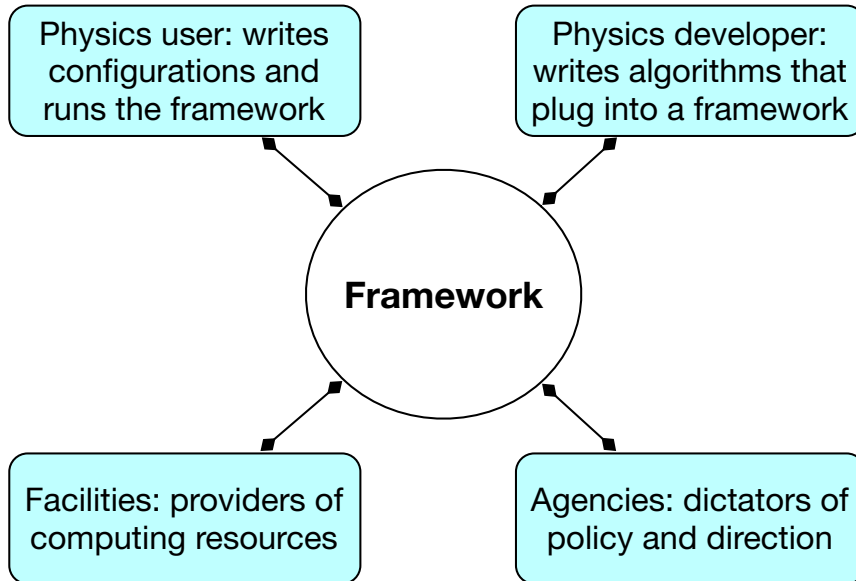 Physics user: writes
configurations and
runs the framework
Physics developer:
writes algorithms that
plug into a framework
Framework
Facilities: providers of
computing resources
Agencies: dictators of
policy and direction